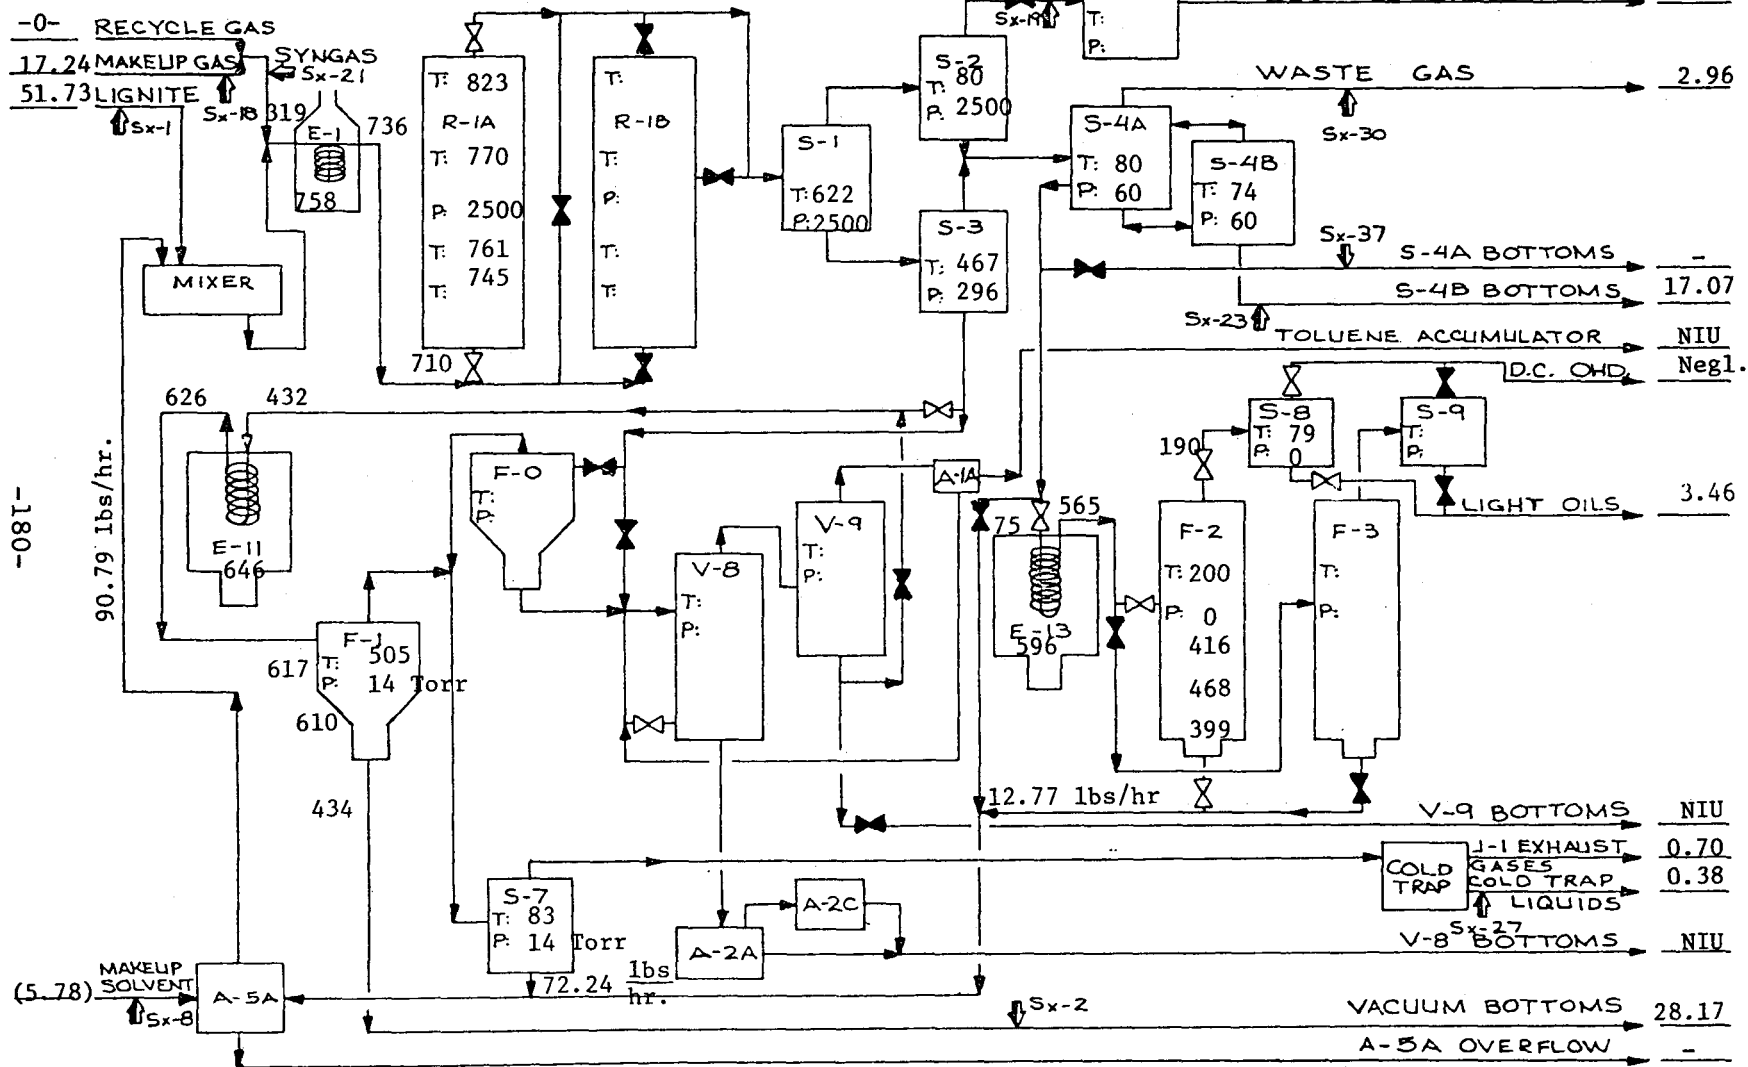 -0- RECYCLE GAS
17.24 MAKEUP GAS
51.73 LIGNITE
SYNGAS
Sx-21
Sx-18
Sx-1
319
E-1
736
758
MIXER
R-1A
T: 823
T: 770
P: 2500
T: 761
745
T:
710
R-1B
T:
T:
P:
T:
T:
S-1
T: 622
P: 2500
S-2
T: 80
P: 2500
Sx-19
T:
P:
S-3
T: 467
P: 296
S-4A
T: 80
P: 60
S-4B
T: 74
P: 60
WASTE GAS 2.96
Sx-30
Sx-37
S-4A BOTTOMS -
S-4B BOTTOMS 17.07
Sx-23
TOLUENE ACCUMULATOR NIU
D.C. OHD. Negl.
626
432
90.79 lbs/hr.
-180-
E-11
646
F-0
T:
P:
F-1
505
617
T:
P: 14 Torr
610
434
V-8
T:
P:
V-9
T:
P:
A-1A
75
565
E-13
596
190
F-2
T: 200
P: 0
416
468
399
S-8
T: 79
P: 0
S-9
T:
P:
LIGHT OILS 3.46
F-3
T:
P:
12.77 lbs/hr
V-9 BOTTOMS NIU
COLD TRAP
J-1 EXHAUST GASES 0.70
COLD TRAP LIQUIDS 0.38
Sx-27
V-8 BOTTOMS NIU
S-7
T: 83
P: 14 Torr
A-2C
A-2A
72.24 lbs hr.
(5.78) MAKEUP SOLVENT
Sx-8
A-5A
Sx-2
VACUUM BOTTOMS 28.17
A-5A OVERFLOW -